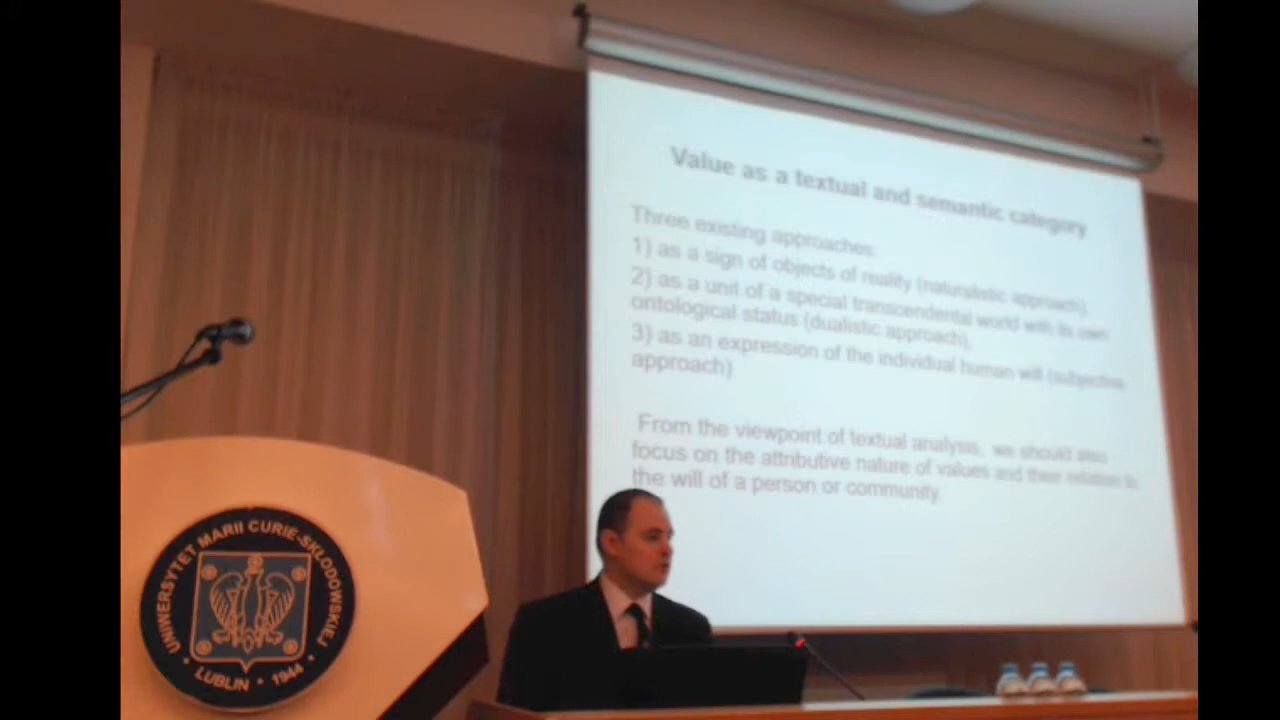 Value as a textual and semantic category
Three existing approaches:
1) as a sign of objects of reality (naturalistic approach),
2) as a unit of a special transcendental world with its own
ontological status (dualistic approach),
3) as an expression of the individual human will (subjective
approach)
From the viewpoint of textual analysis, we should also
focus on the attributive nature of values and their relation to
the will of a person or community.
UNIWERSYTET MARII CURIE-SKŁODOWSKIEJ
LUBLIN • 1944